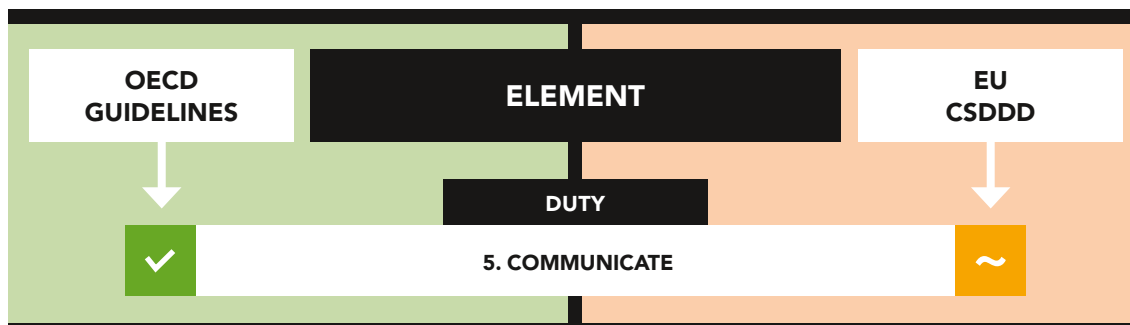 OECD
GUIDELINES
ELEMENT
EU
CSDDD
DUTY
5. COMMUNICATE